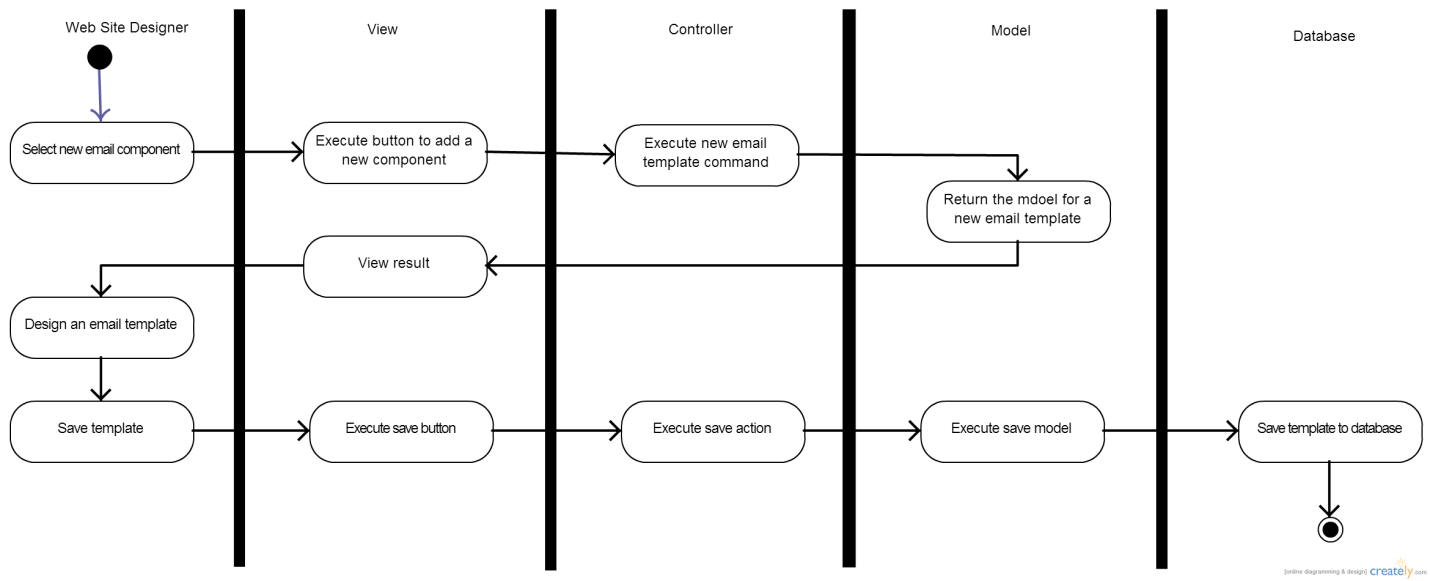 Web Site Designer
View
Controller
Model
Database
Select new email component
Execute button to add a
new component
Execute new email
template command
Return the mdoel for a
new email template
View result
Design an email template
Save template
Execute save button
Execute save action
Execute save model
Save template to database
[online diagramming & design] creately.com